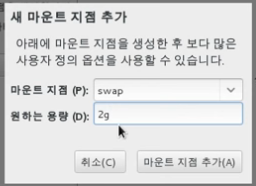 새 마운트 지점 추가
아래에 마운트 지점을 생성한 후 보다 많은
사용자 정의 옵션을 사용할 수 있습니다.
마운트 지점 (P): swap
원하는 용량 (D): 2g
취소(C) 마운트 지점 추가(A)